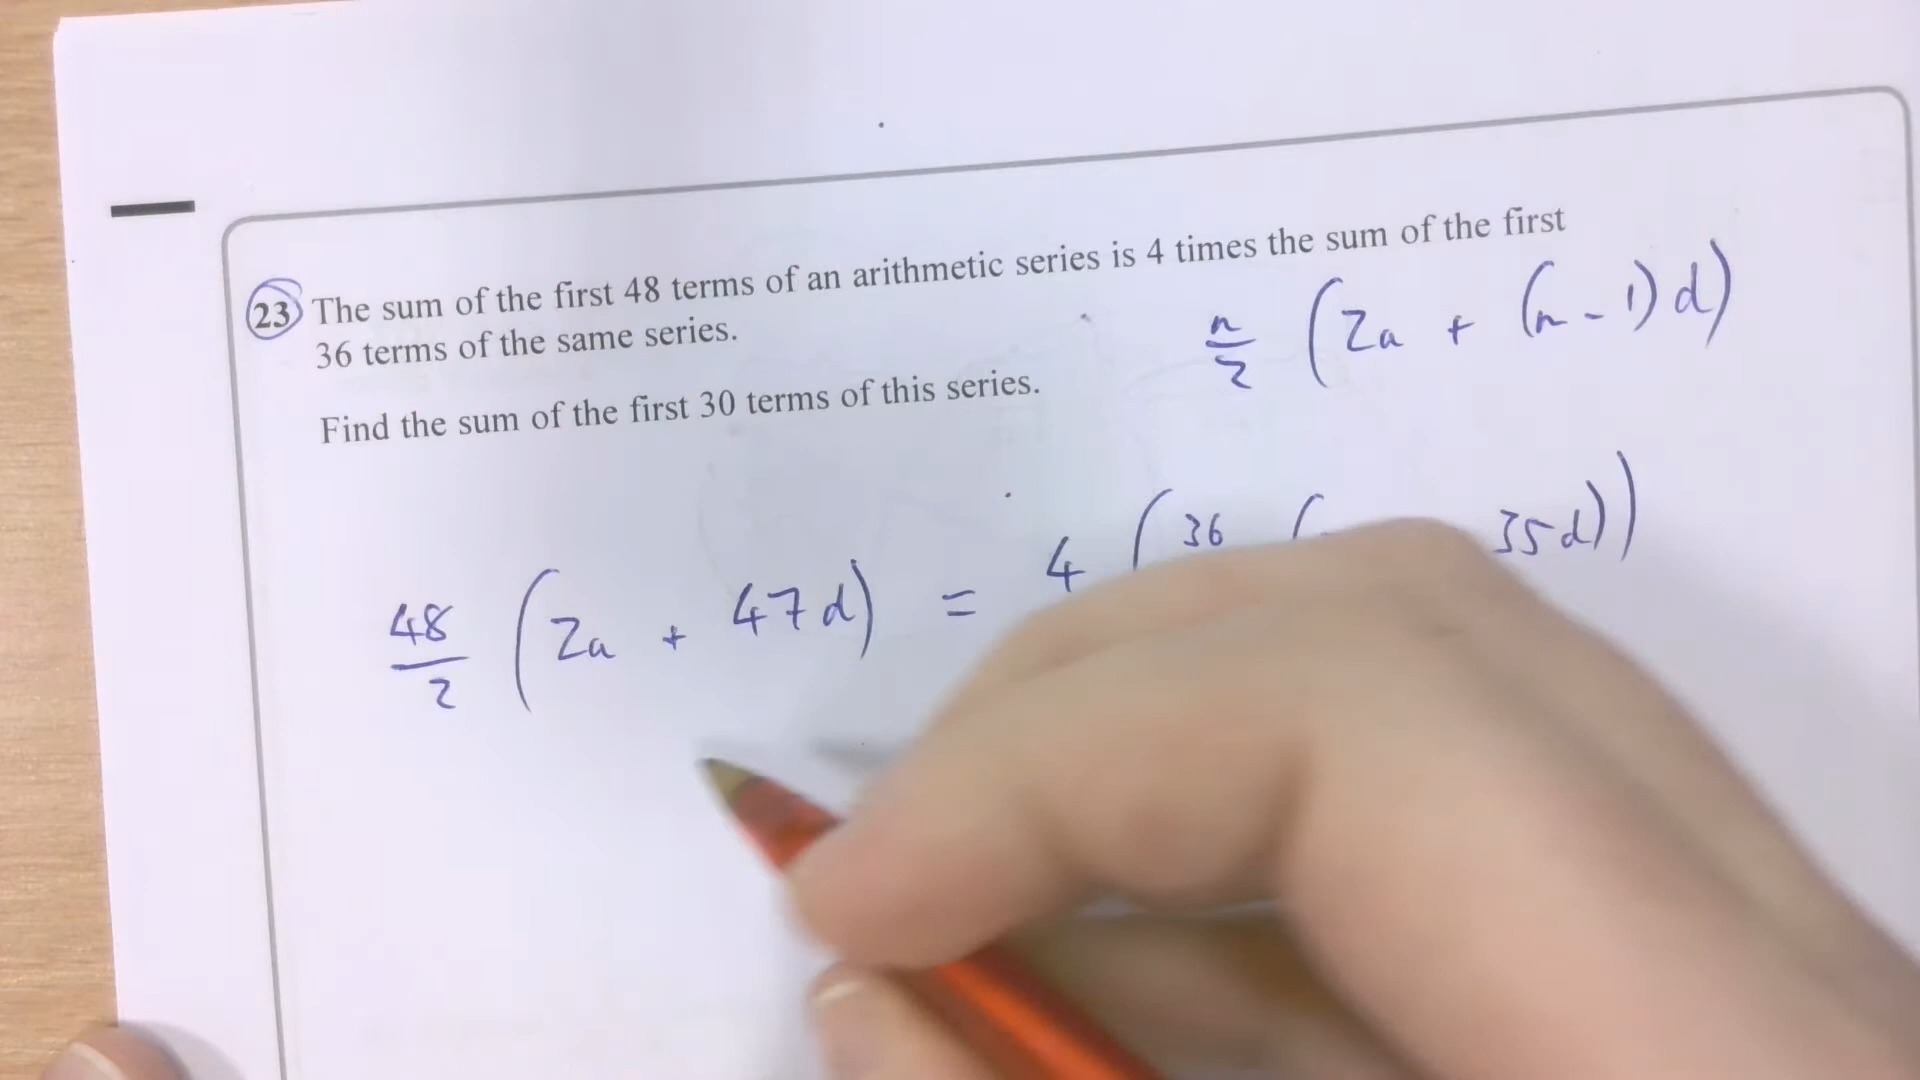 23 The sum of the first 48 terms of an arithmetic series is 4 times the sum of the first
36 terms of the same series.
n/2 (2a + (n - 1)d)
Find the sum of the first 30 terms of this series.
48/2 (2a + 47d) = 4 (36 ( 35d))